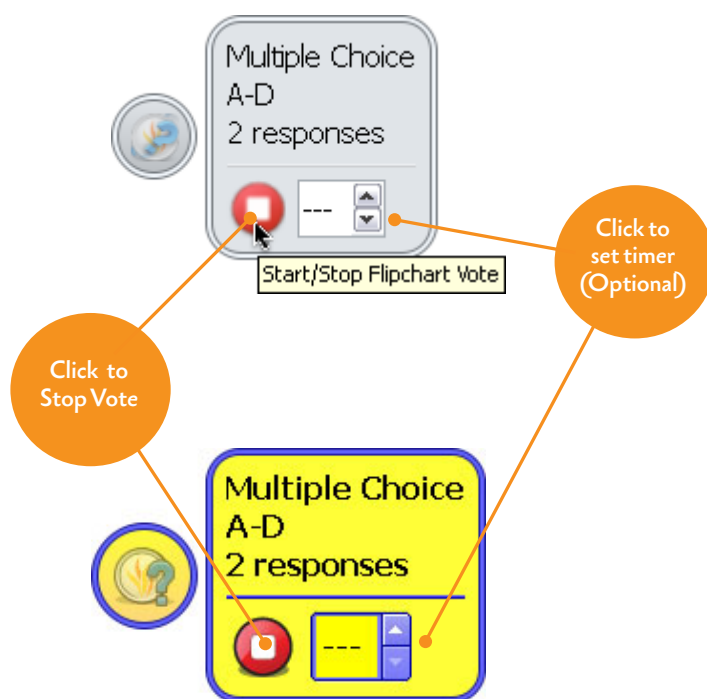 Multiple Choice
A-D
2 responses
---
Start/Stop Flipchart Vote
Click to
set timer
(Optional)
Click to
Stop Vote
Multiple Choice
A-D
2 responses
---